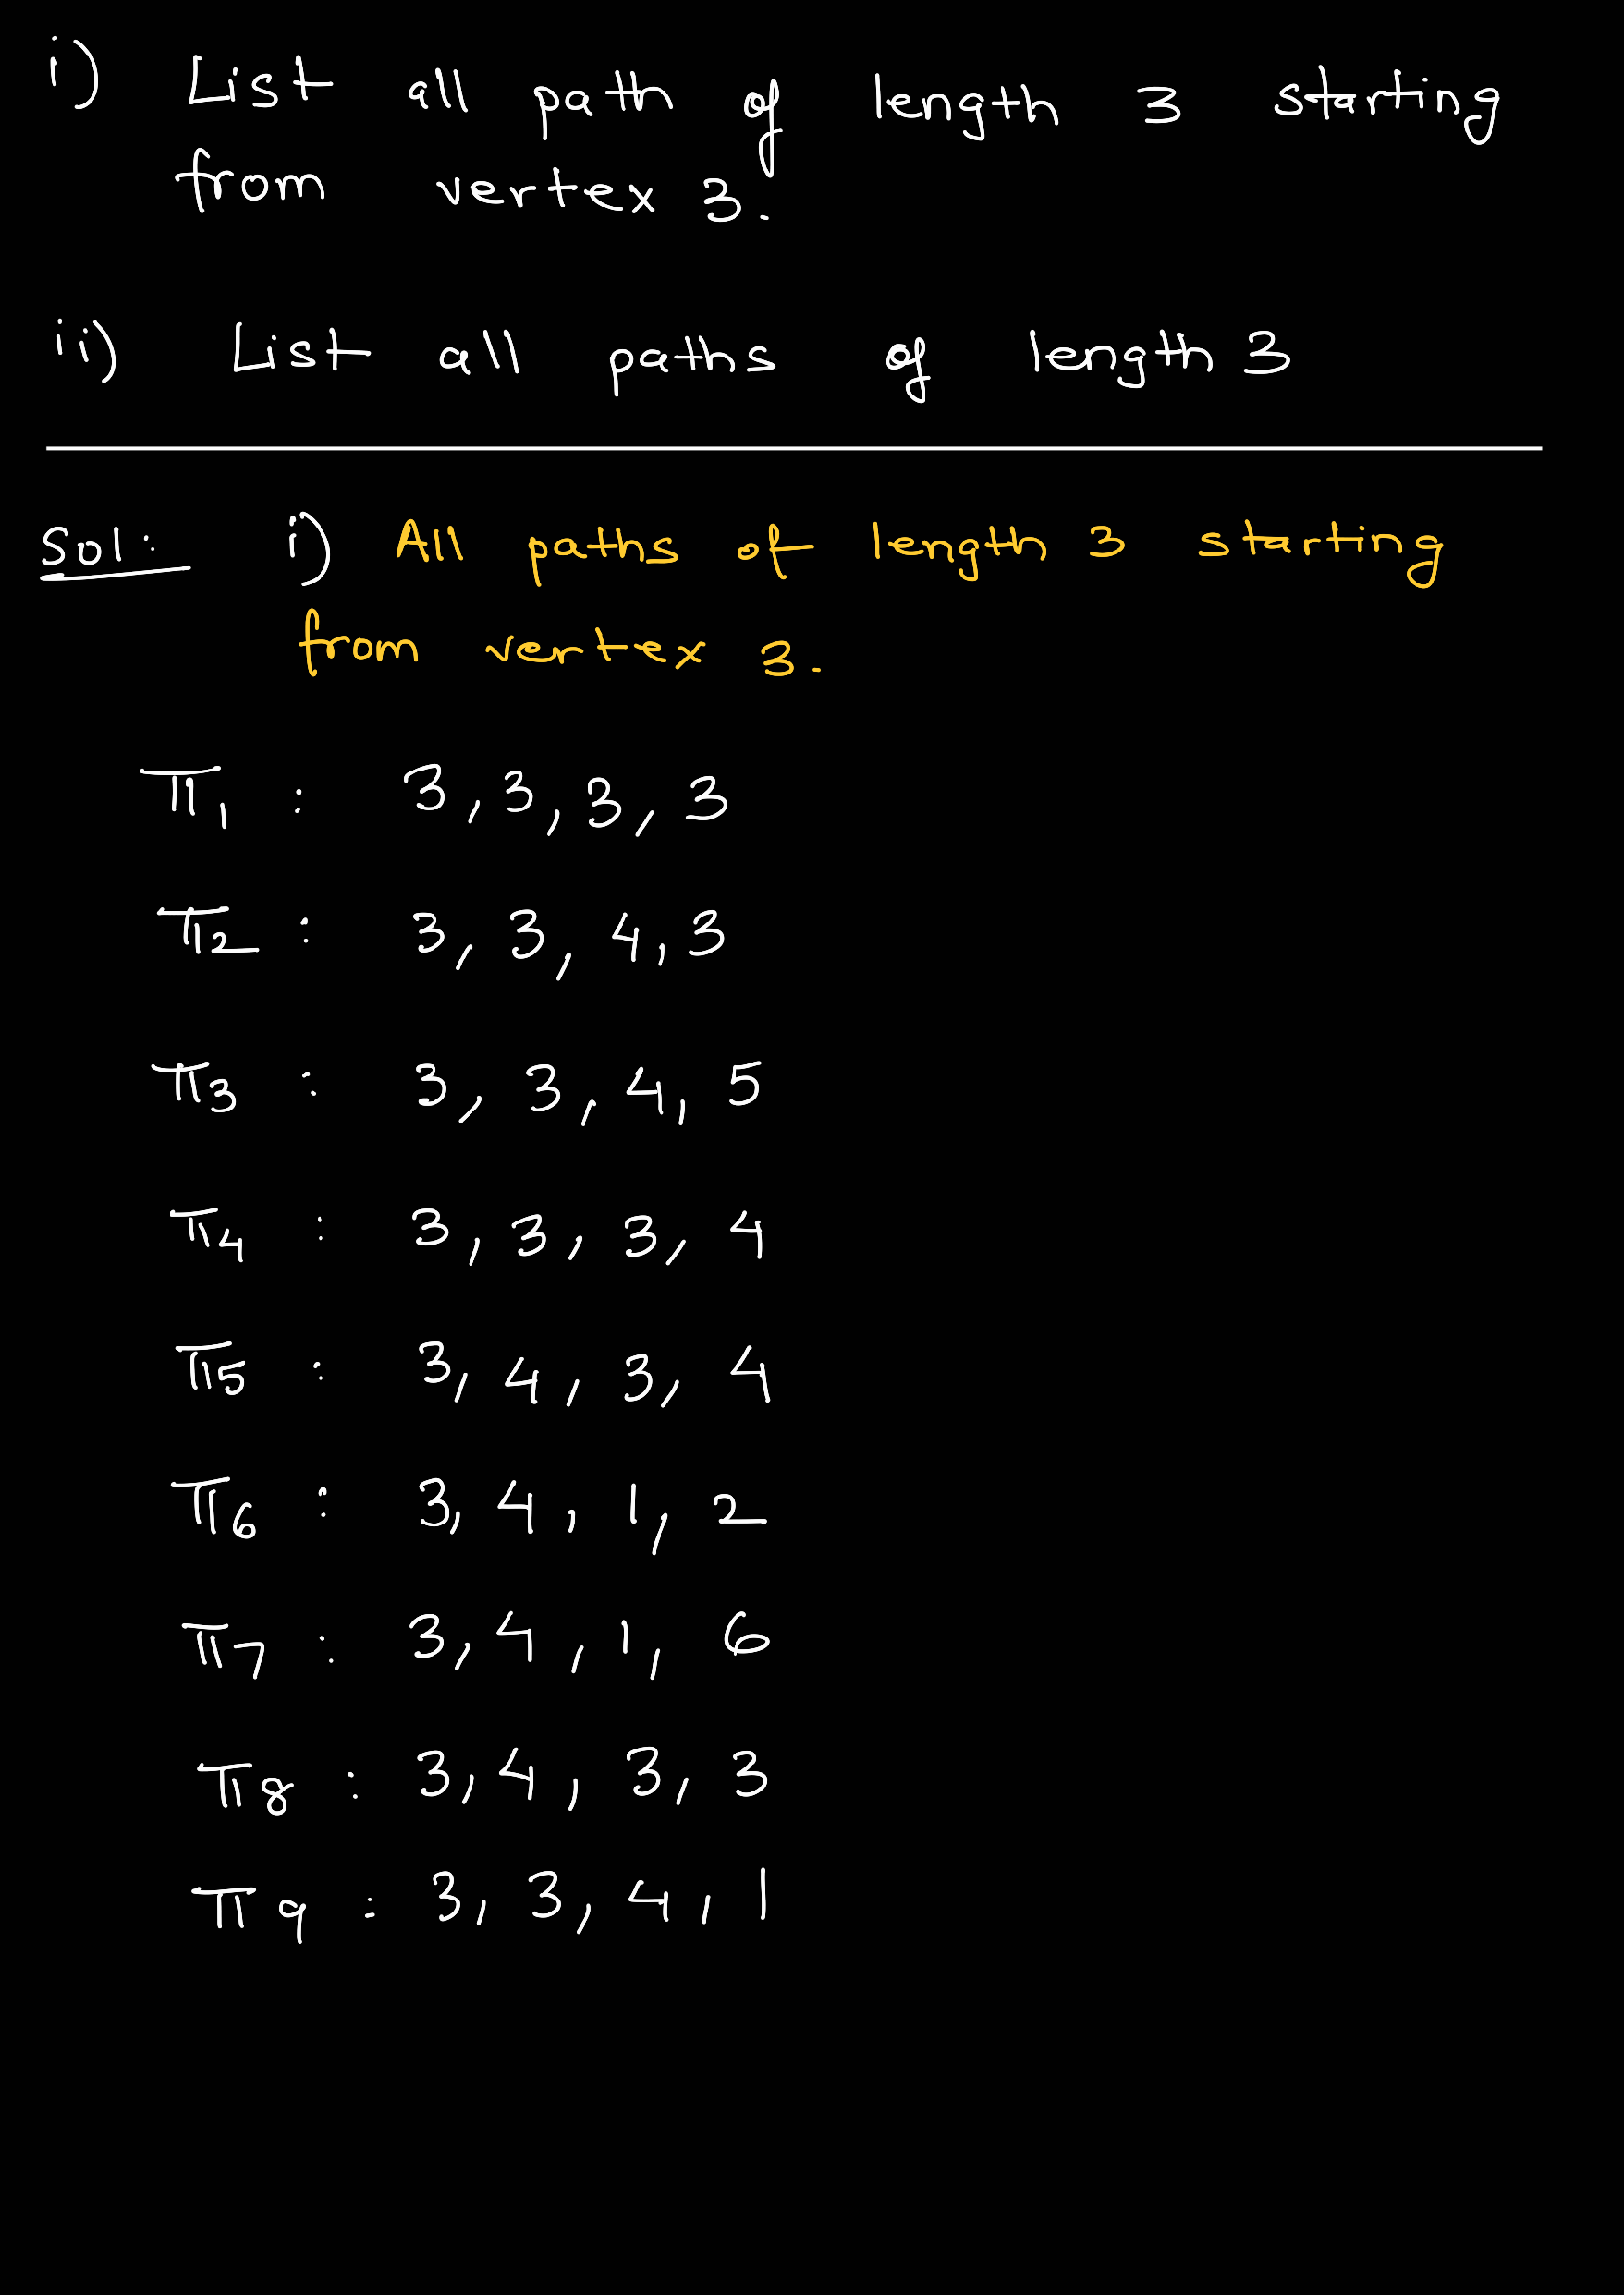 i) List all path of length 3 starting
from vertex 3.
ii) List all paths of length 3
Sol: i) All paths of length 3 starting
from vertex 3.
π1 : 3, 3, 3, 3
π2 : 3, 3, 4, 3
π3 : 3, 3, 4, 5
π4 : 3, 3, 3, 4
π5 : 3, 4, 3, 4
π6 : 3, 4, 1, 2
π7 : 3, 4, 1, 6
π8 : 3, 4, 3, 3
π9 : 3, 3, 4, 1